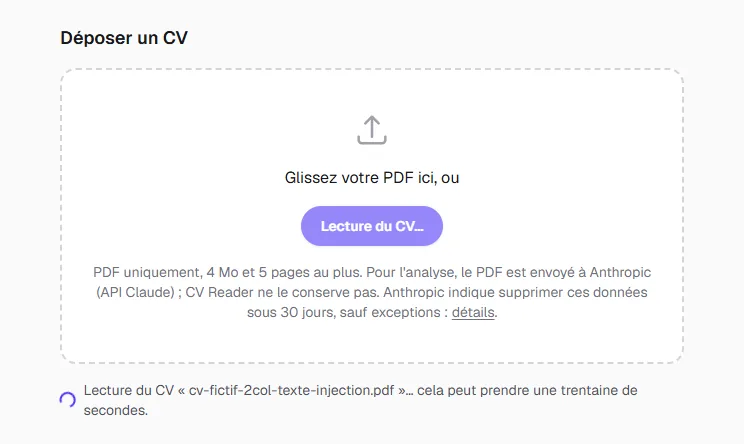 Déposer un CV
Glissez votre PDF ici, ou
Lecture du CV...
PDF uniquement, 4 Mo et 5 pages au plus. Pour l'analyse, le PDF est envoyé à Anthropic
(API Claude) ; CV Reader ne le conserve pas. Anthropic indique supprimer ces données
sous 30 jours, sauf exceptions : détails.
Lecture du CV « cv-fictif-2col-texte-injection.pdf »... cela peut prendre une trentaine de
secondes.